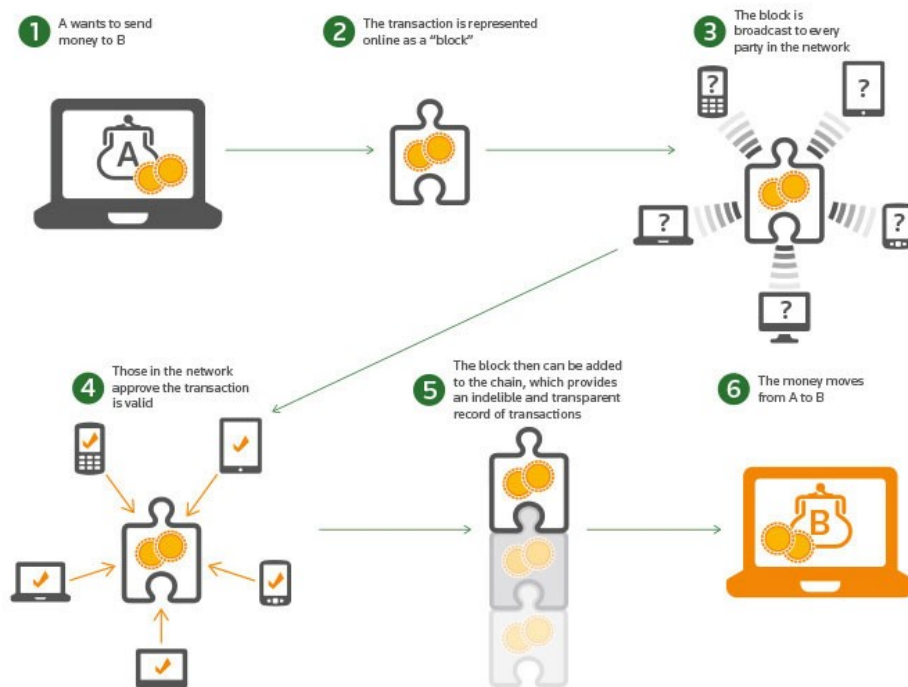 1
A wants to send
money to B
2
The transaction is represented
online as a “block”
3
The block is
broadcast to every
party in the network
A
?
?
?
?
?
4
Those in the network
approve the transaction
is valid
5
The block then can be added
to the chain, which provides
an indelible and transparent
record of transactions
6
The money moves
from A to B
B